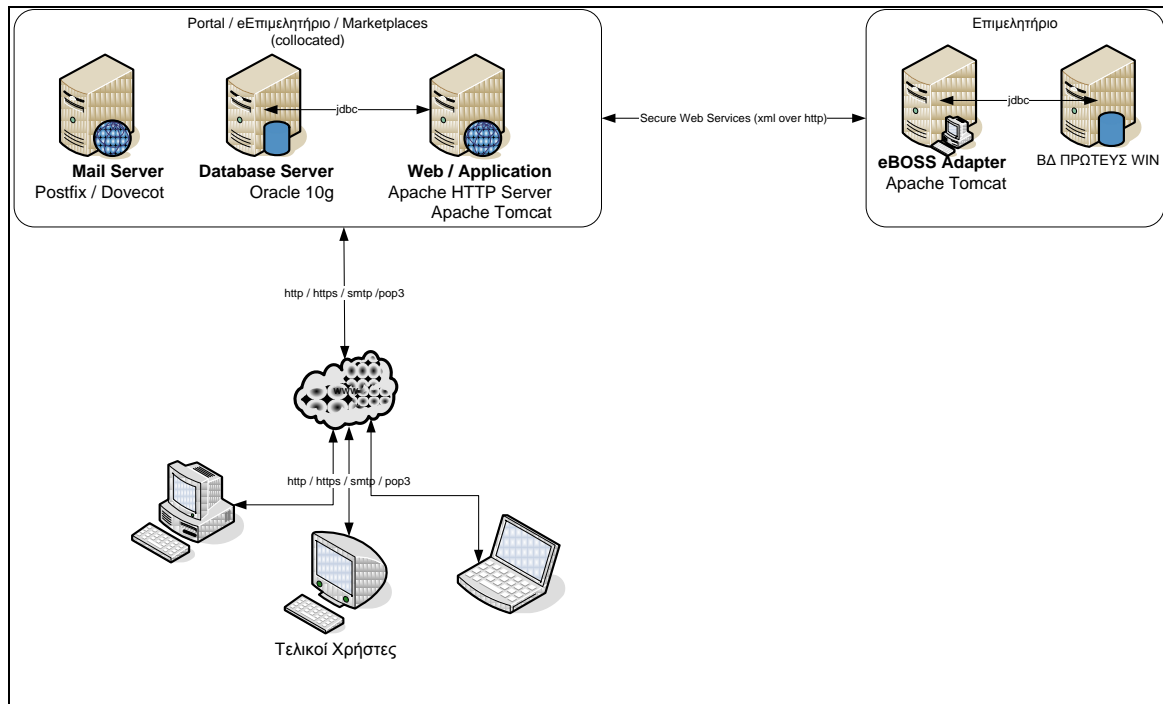 Portal / eΕπιμελητήριο / Marketplaces
(collocated)
Επιμελητήριο
jdbc
Secure Web Services (xml over http)
jdbc
Mail Server
Postfix / Dovecot
Database Server
Oracle 10g
Web / Application
Apache HTTP Server
Apache Tomcat
eBOSS Adapter
Apache Tomcat
ΒΔ ΠΡΩΤΕΥΣ WIN
http / https / smtp /pop3
www
http / https / smtp / pop3
Τελικοί Χρήστες